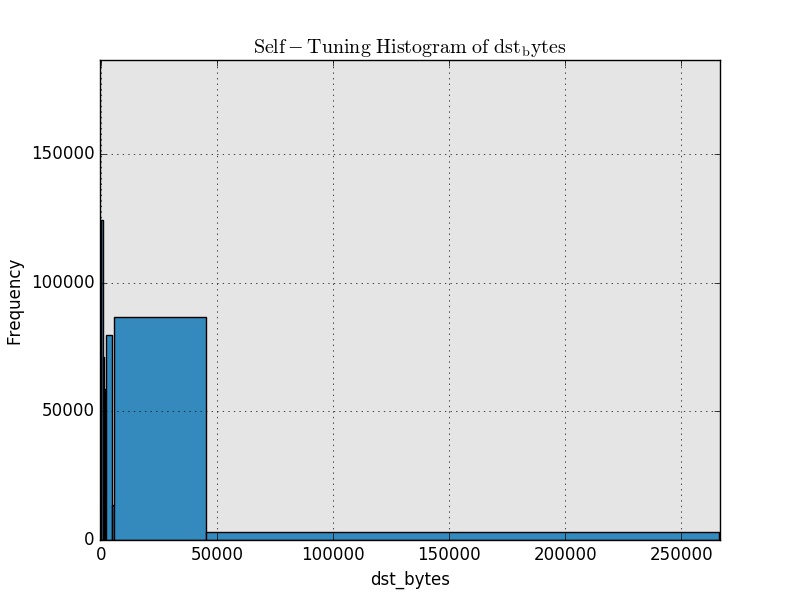 Self − Tuning Histogram of dst_bytes
150000
100000
50000
0
Frequency
0 50000 100000 150000 200000 250000
dst_bytes